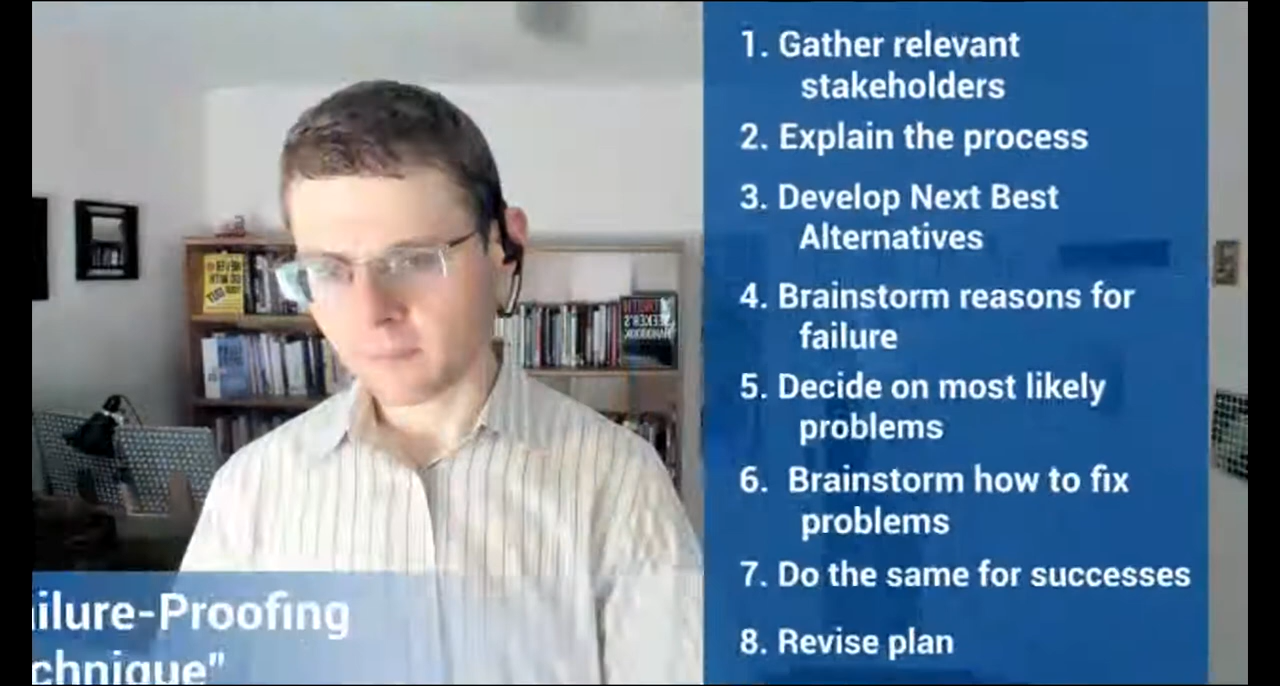 1. Gather relevant
stakeholders
2. Explain the process
3. Develop Next Best
Alternatives
4. Brainstorm reasons for
failure
5. Decide on most likely
problems
6. Brainstorm how to fix
problems
7. Do the same for successes
8. Revise plan
ilure-Proofing
chnique"